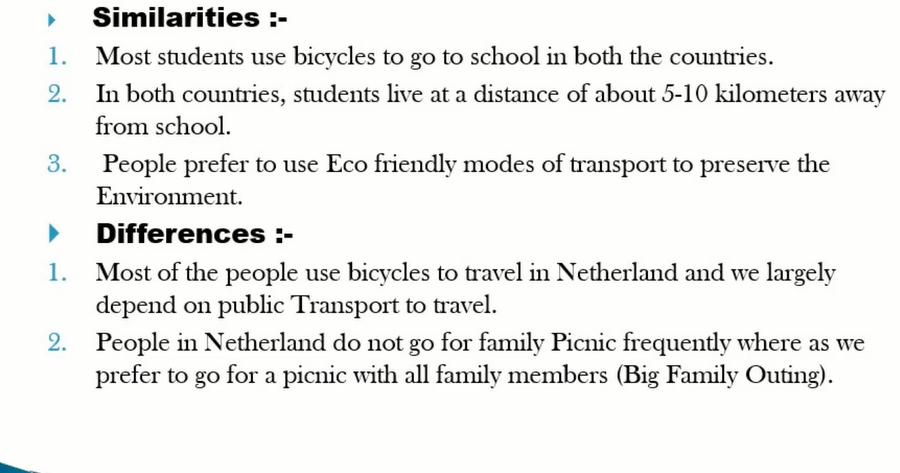 Similarities :-
1. Most students use bicycles to go to school in both the countries.
2. In both countries, students live at a distance of about 5-10 kilometers away
from school.
3. People prefer to use Eco friendly modes of transport to preserve the
Environment.
Differences :-
1. Most of the people use bicycles to travel in Netherland and we largely
depend on public Transport to travel.
2. People in Netherland do not go for family Picnic frequently where as we
prefer to go for a picnic with all family members (Big Family Outing).